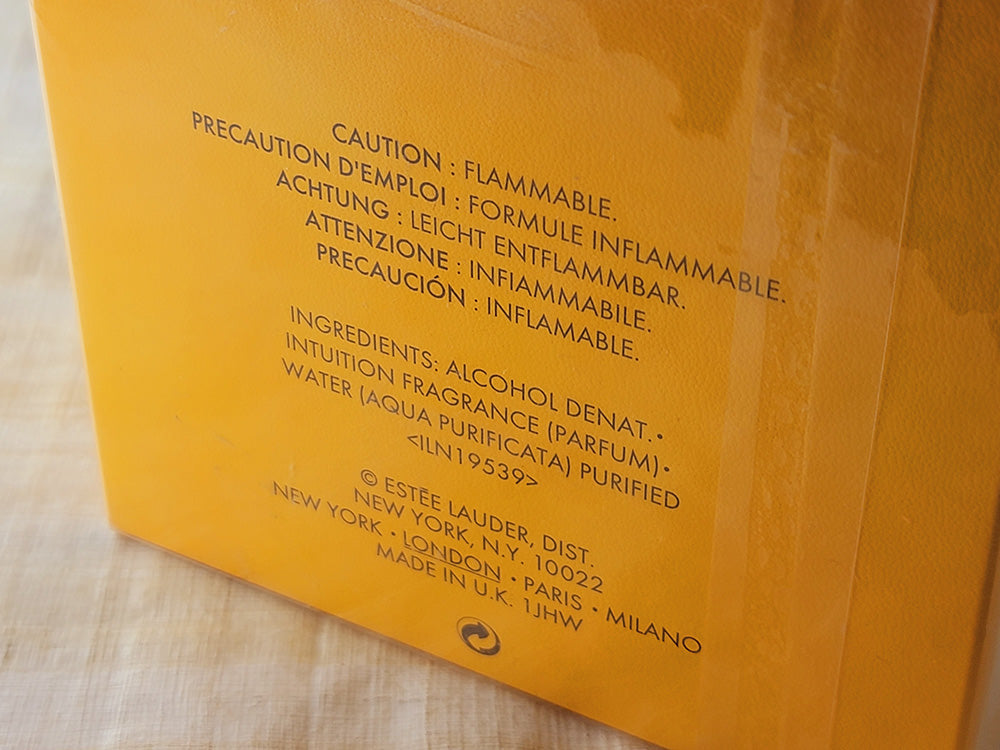 CAUTION : FLAMMABLE.
PRECAUTION D'EMPLOI : FORMULE INFLAMMABLE.
ACHTUNG : LEICHT ENTFLAMMBAR.
ATTENZIONE : INFIAMMABILE.
PRECAUCIÓN : INFLAMABLE.
INGREDIENTS: ALCOHOL DENAT.•
INTUITION FRAGRANCE (PARFUM)•
WATER (AQUA PURIFICATA) PURIFIED
<ILN19539>
© ESTĒE LAUDER, DIST.
NEW YORK, N.Y. 10022
NEW YORK • LONDON • PARIS • MILANO
MADE IN U.K. 1JHW